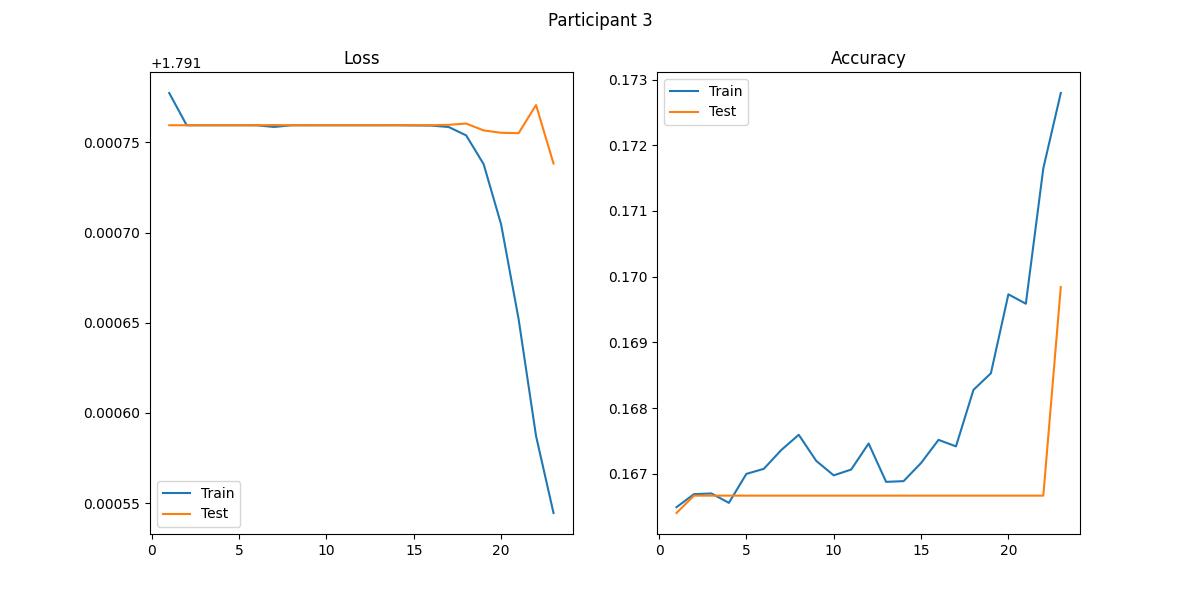 Participant 3
Loss
+1.791
0.00075
0.00070
0.00065
0.00060
0.00055
Train
Test
0 5 10 15 20
Accuracy
0.173
0.172
0.171
0.170
0.169
0.168
0.167
Train
Test
0 5 10 15 20